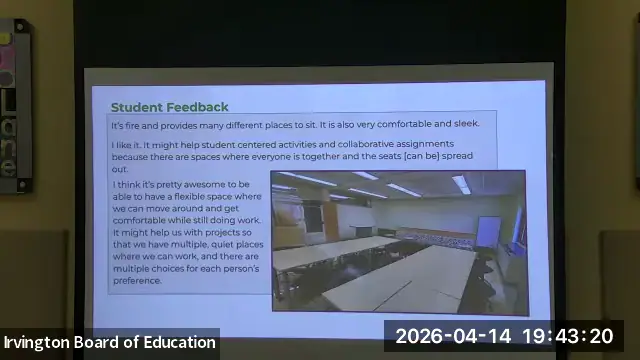 Student Feedback
It's fire and provides many different places to sit. It is also very comfortable and sleek.
I like it. It might help student centered activities and collaborative assignments
because there are spaces where everyone is together and the seats [can be] spread
out.
I think it's pretty awesome to be
able to have a flexible space where
we can move around and get
comfortable while still doing work.
It might help us with projects so
that we have multiple, quiet places
where we can work, and there are
multiple choices for each person's
preference.
Irvington Board of Education
2026-04-14 19:43:20